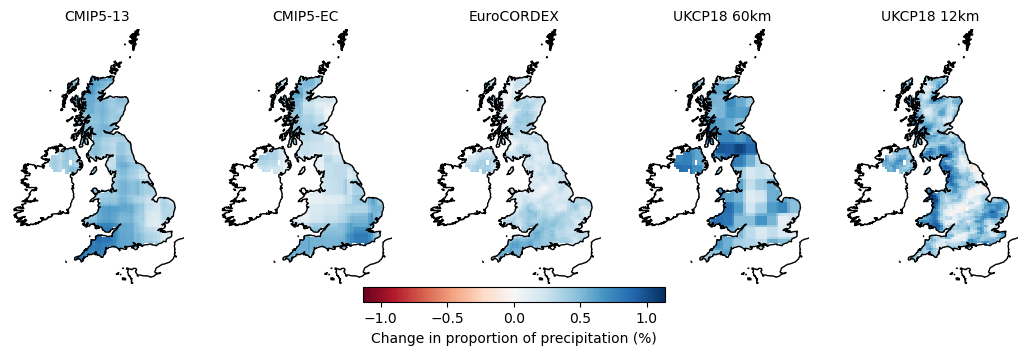 CMIP5-13 CMIP5-EC EuroCORDEX UKCP18 60km UKCP18 12km
−1.0 −0.5 0.0 0.5 1.0
Change in proportion of precipitation (%)